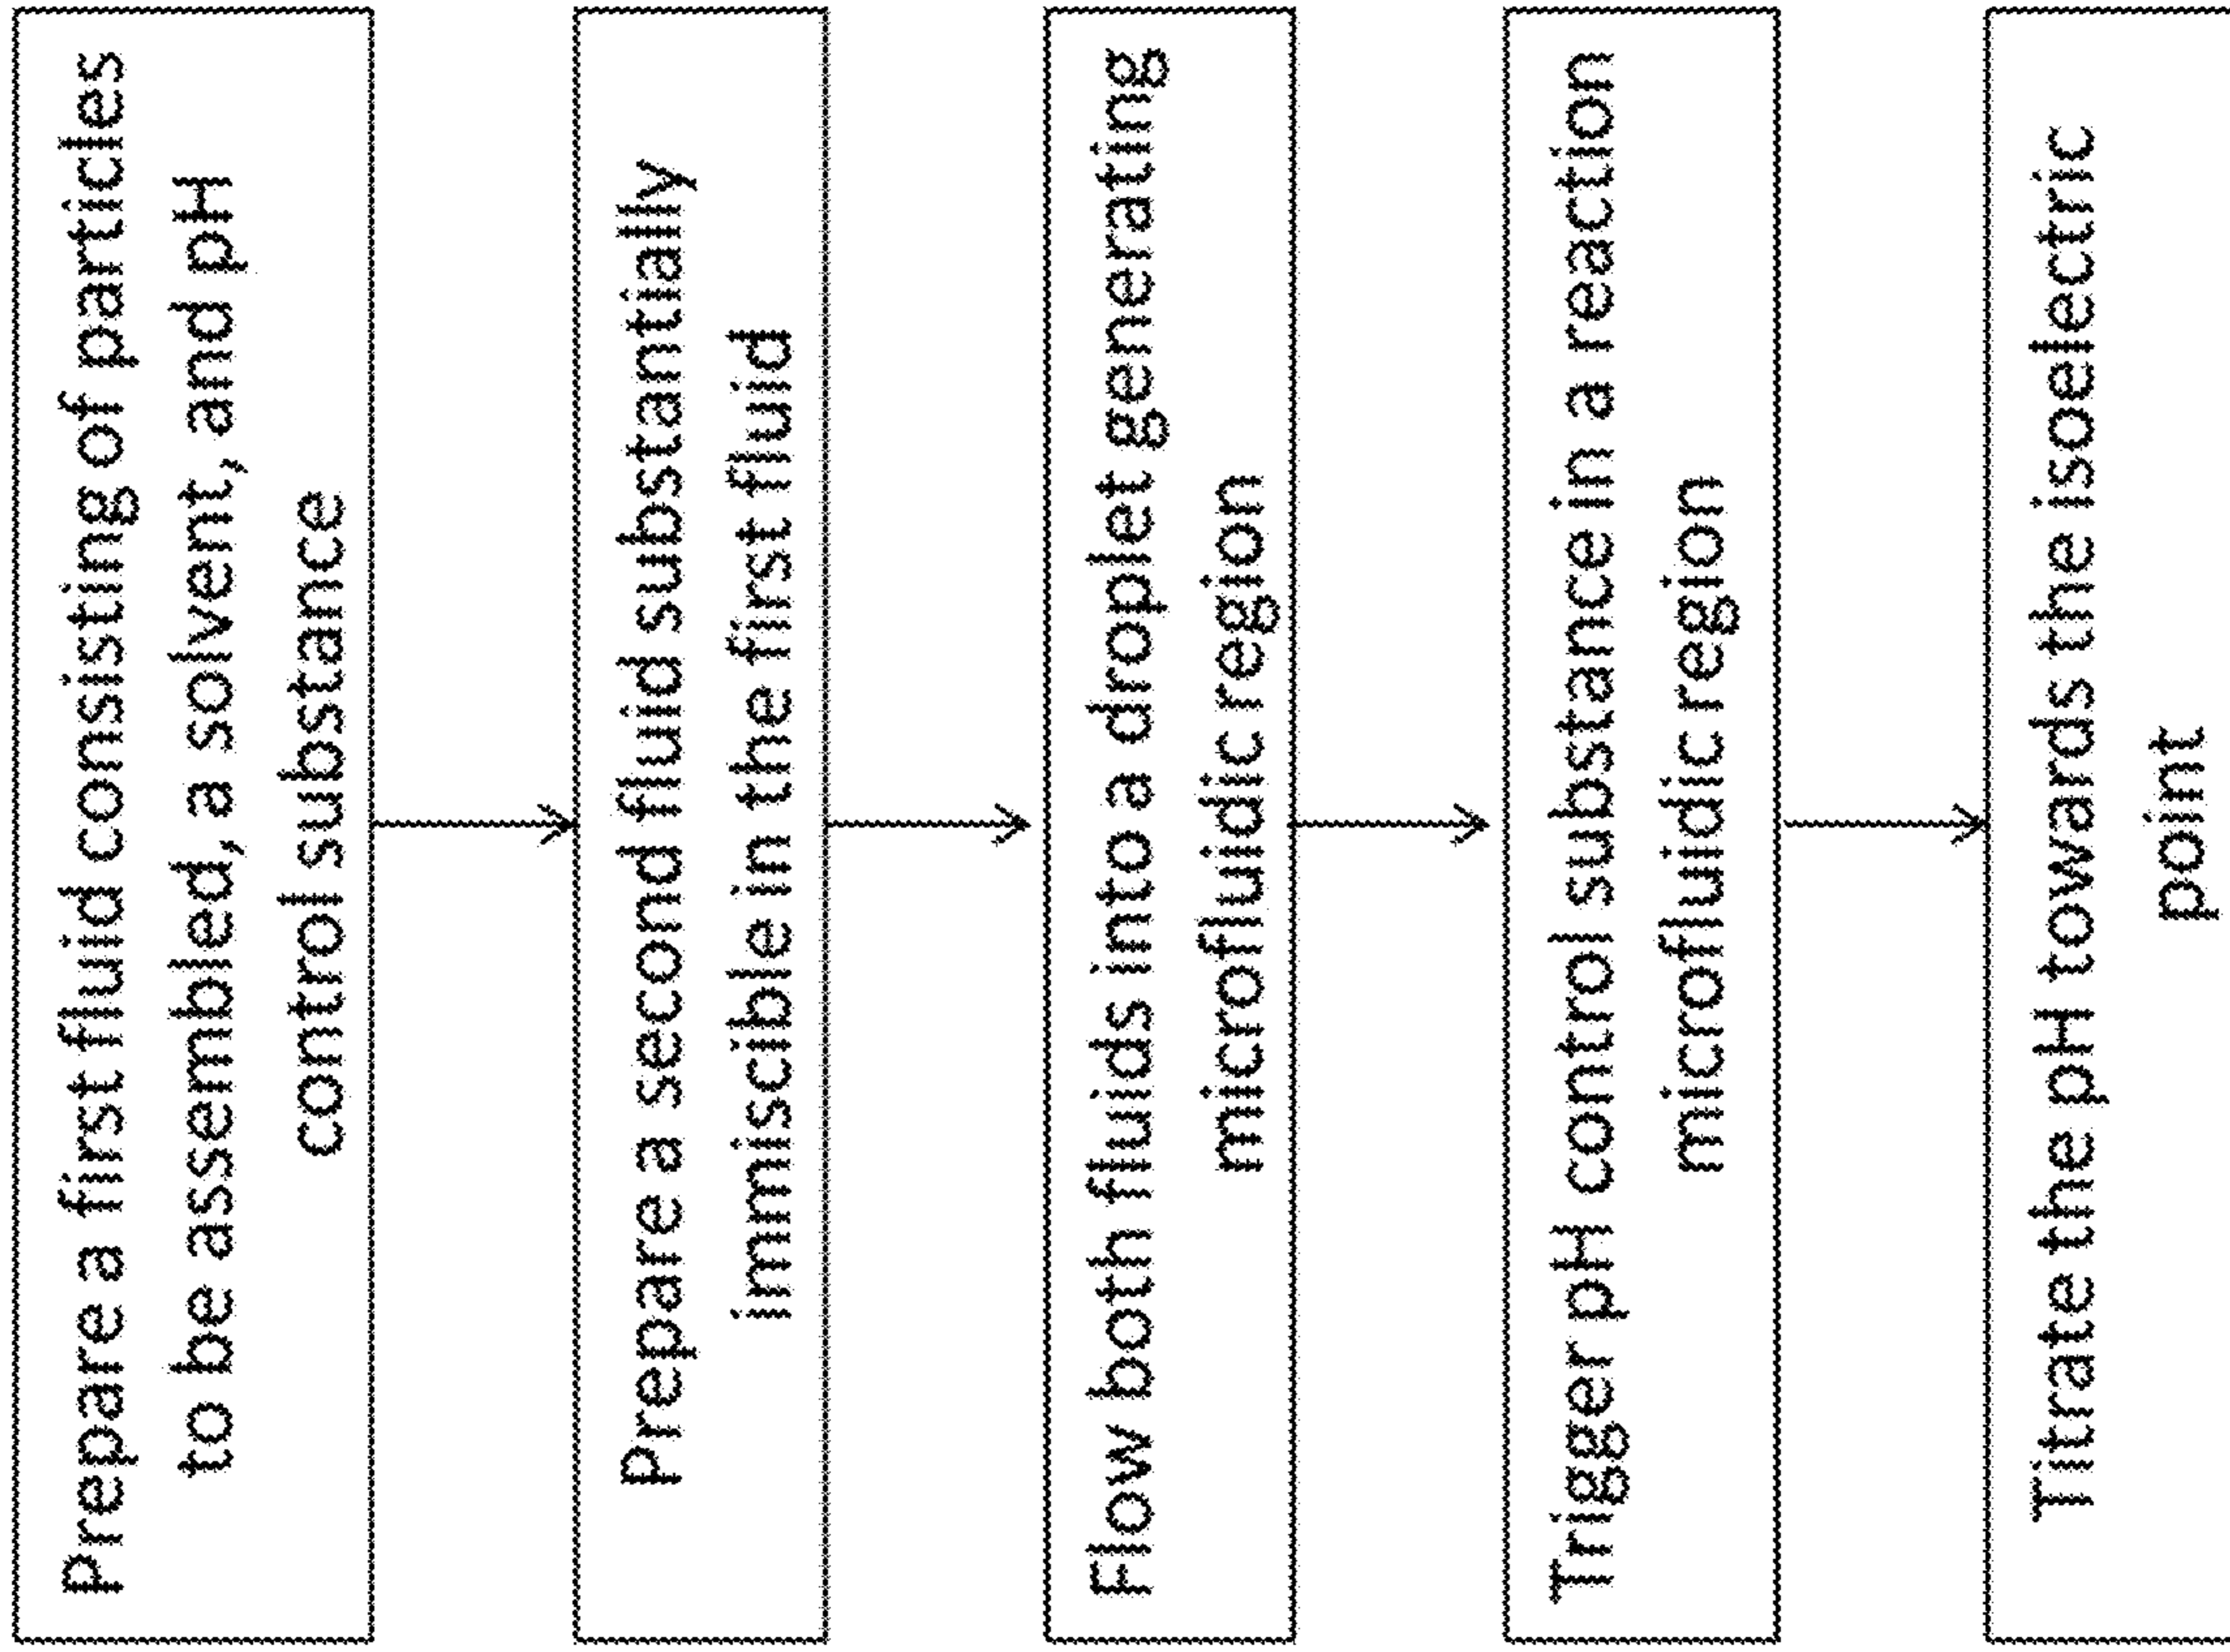 Prepare a first fluid consisting of particles
to be assembled, a solvent, and pH
control substance
Prepare a second fluid substantially
immiscible in the first fluid
Flow both fluids into a droplet generating
microfluidic region
Trigger pH control substance in a reaction
microfluidic region
Titrate the pH towards the isoelectric
point